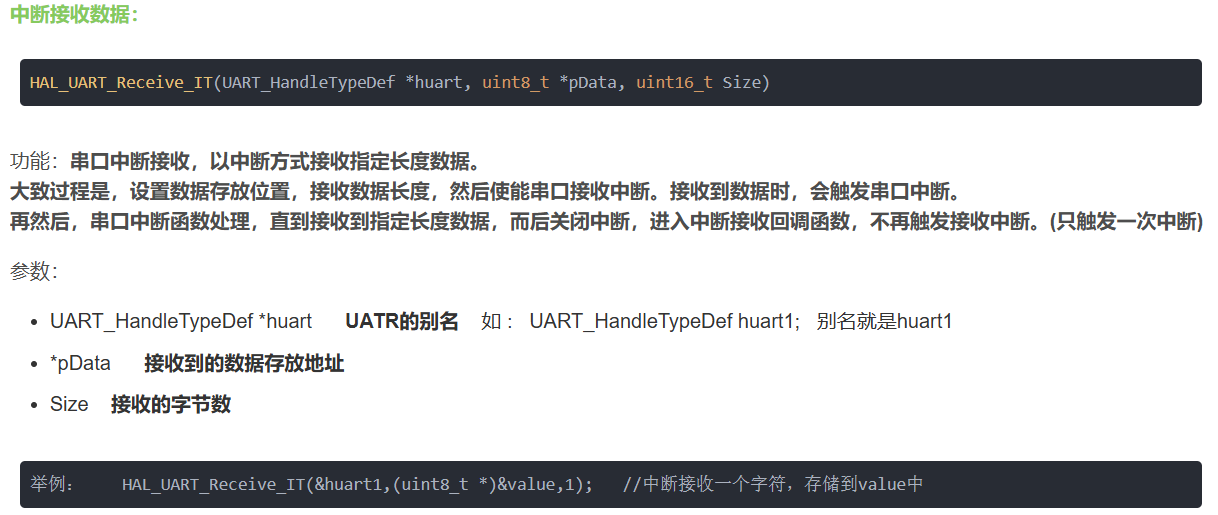 中断接收数据：
HAL_UART_Receive_IT(UART_HandleTypeDef *huart, uint8_t *pData, uint16_t Size)
功能：串口中断接收，以中断方式接收指定长度数据。
大致过程是，设置数据存放位置，接收数据长度，然后使能串口接收中断。接收到数据时，会触发串口中断。
再然后，串口中断函数处理，直到接收到指定长度数据，而后关闭中断，进入中断接收回调函数，不再触发接收中断。(只触发一次中断)
参数：
• UART_HandleTypeDef *huart UATR的别名 如 : UART_HandleTypeDef huart1; 别名就是huart1
• *pData 接收到的数据存放地址
• Size 接收的字节数
举例： HAL_UART_Receive_IT(&huart1,(uint8_t *)&value,1); //中断接收一个字符，存储到value中